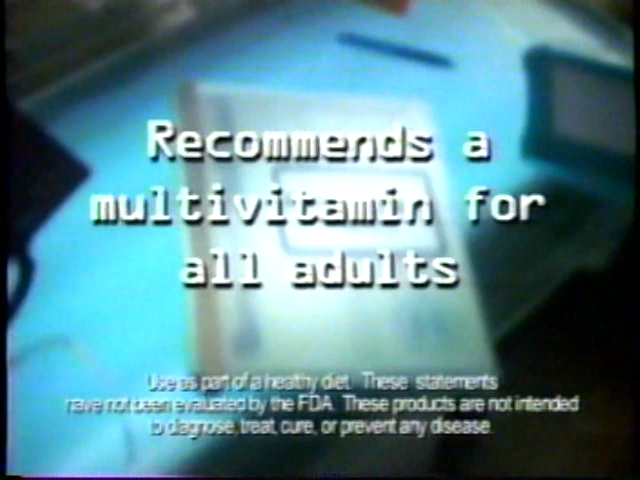 Recommends a
multivitamin for
all adults
Use as part of a healthy diet. These statements
have not been evaluated by the FDA. These products are not intended
to diagnose, treat, cure, or prevent any disease.